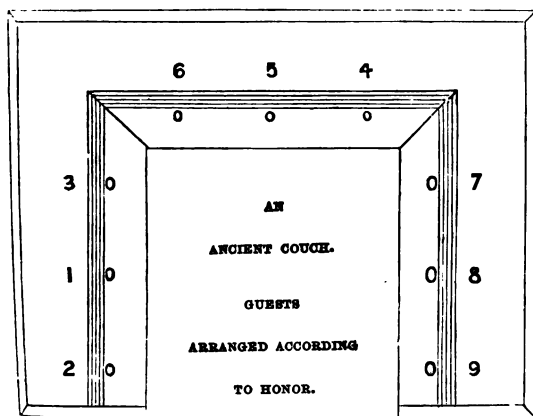 6 5 4
3 7
AN
ANCIENT COUCH.
1 8
GUESTS
ARRANGED ACCORDING
2 9
TO HONOR.